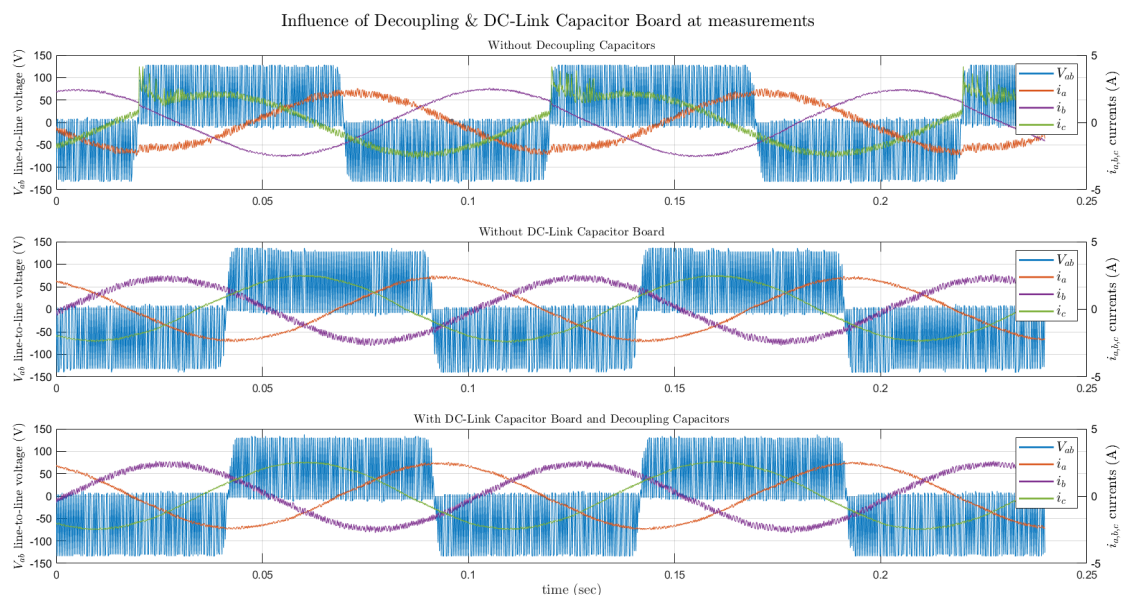 Influence of Decoupling & DC-Link Capacitor Board at measurements
Without Decoupling Capacitors
V_ab line-to-line voltage (V)
150
100
50
0
-50
-100
-150
0 0.05 0.1 0.15 0.2 0.25
5
0
-5
i_a,b,c currents (A)
V_ab
i_a
i_b
i_c
Without DC-Link Capacitor Board
V_ab line-to-line voltage (V)
150
100
50
0
-50
-100
-150
0 0.05 0.1 0.15 0.2 0.25
5
0
-5
i_a,b,c currents (A)
V_ab
i_a
i_b
i_c
With DC-Link Capacitor Board and Decoupling Capacitors
V_ab line-to-line voltage (V)
150
100
50
0
-50
-100
-150
0 0.05 0.1 0.15 0.2 0.25
5
0
-5
i_a,b,c currents (A)
V_ab
i_a
i_b
i_c
time (sec)